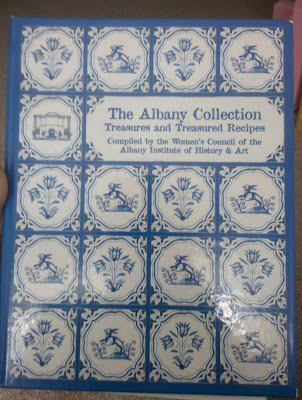 The Albany Collection
Treasures and Treasured Recipes
Compiled by the Women's Council of the
Albany Institute of History & Art